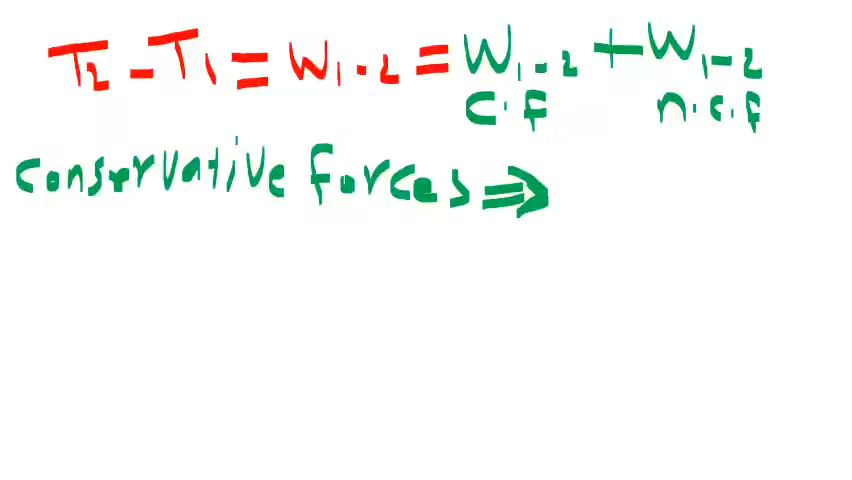 T2 - T1 = W1-2 = W1-2 + W1-2
c.f n.c.f
conservative forces ⇒